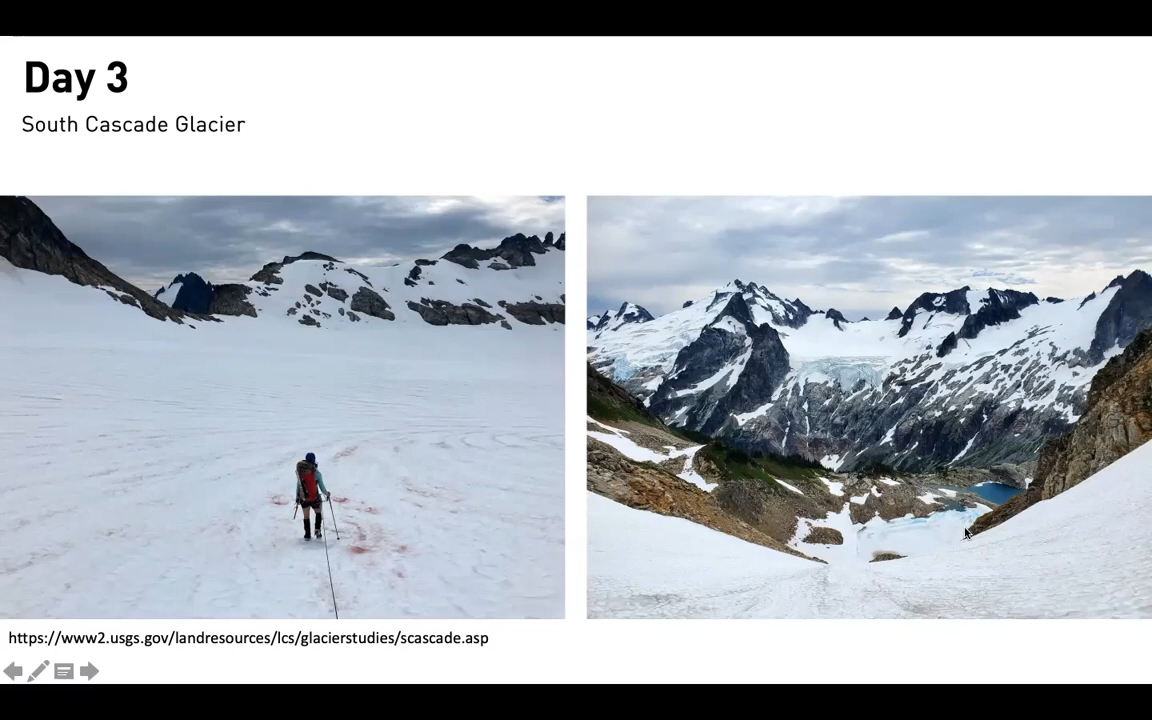 Day 3
South Cascade Glacier
https://www2.usgs.gov/landresources/lcs/glacierstudies/scascade.asp